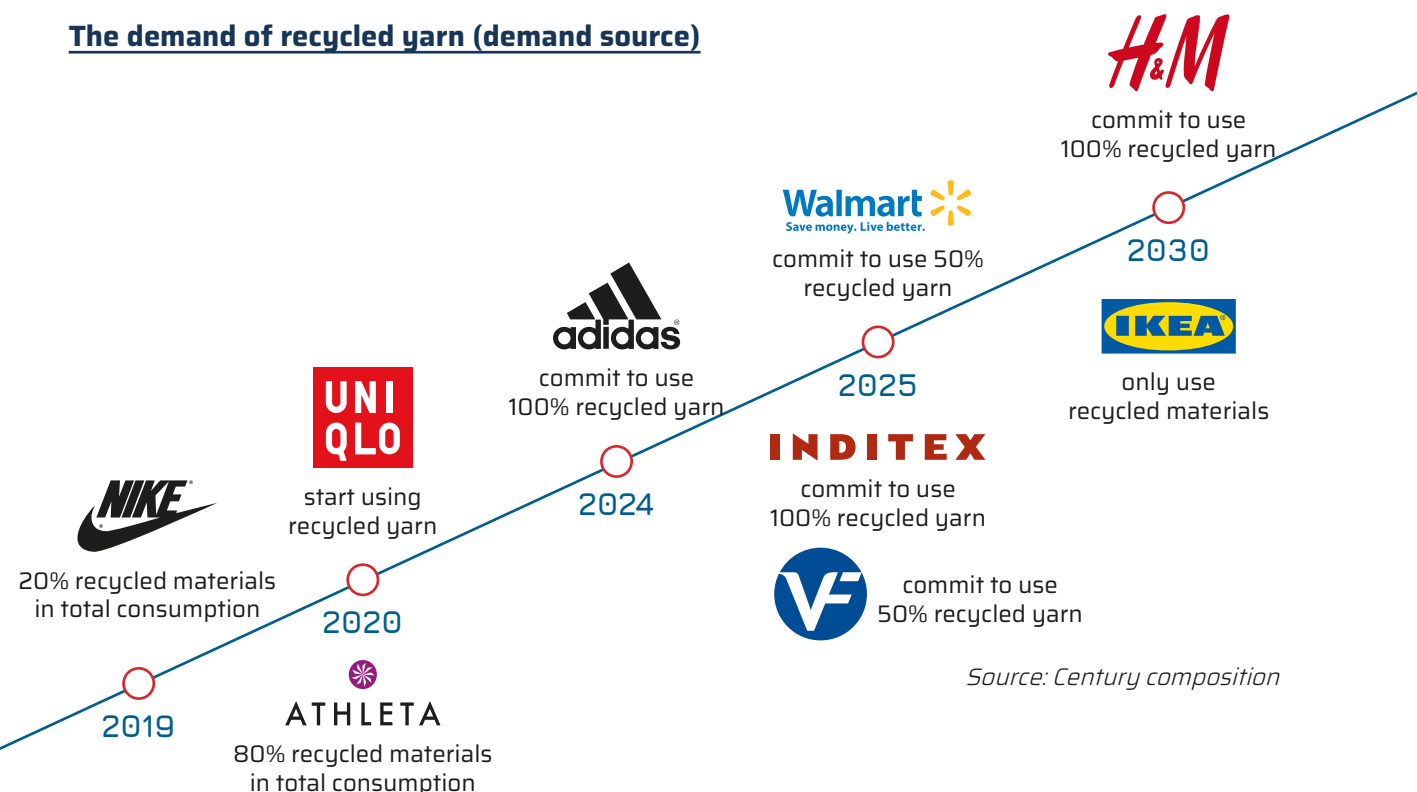 The demand of recycled yarn (demand source)
NIKE
20% recycled materials
in total consumption
2019
UNI
QLO
start using
recycled yarn
2020
ATHLETA
80% recycled materials
in total consumption
adidas®
commit to use
100% recycled yarn
2024
Walmart
Save money. Live better.
commit to use 50%
recycled yarn
2025
INDITEX
commit to use
100% recycled yarn
VF
commit to use
50% recycled yarn
H&M
commit to use
100% recycled yarn
2030
IKEA®
only use
recycled materials
Source: Century composition